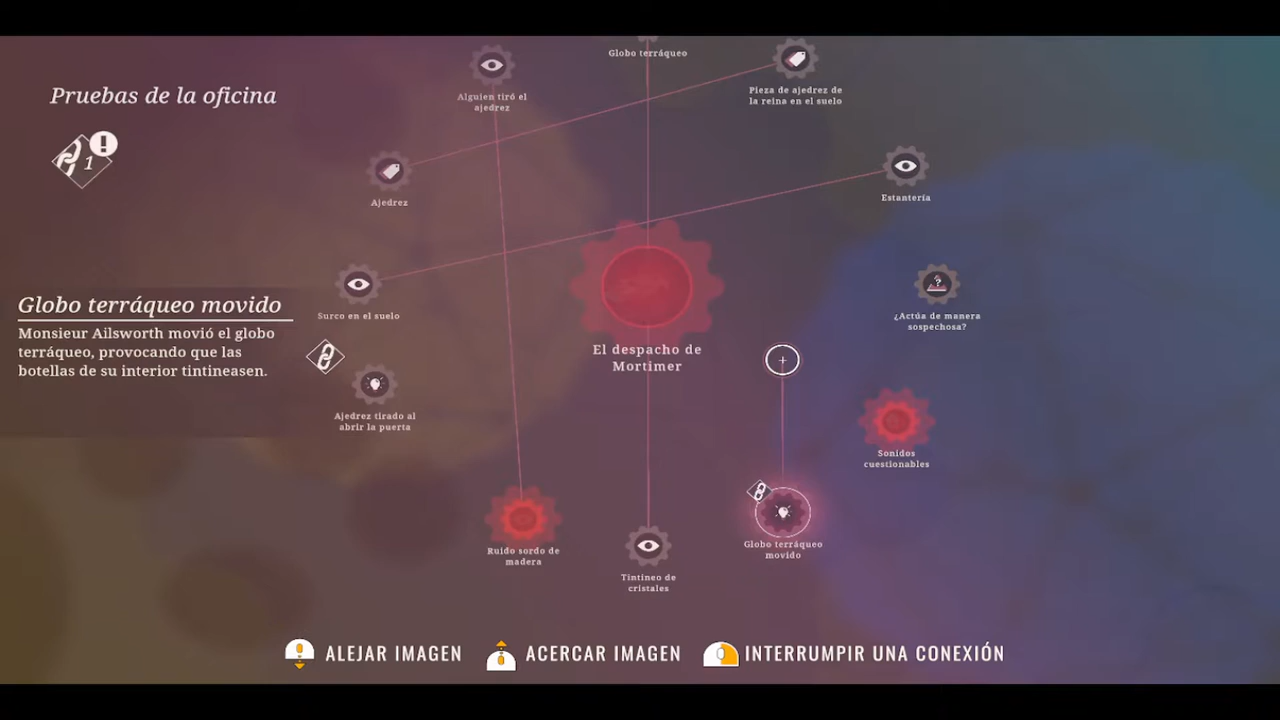 Globo terráqueo
Alguien tiró el
ajedrez
Pieza de ajedrez de
la reina en el suelo
Pruebas de la oficina
1
Ajedrez
Estantería
Globo terráqueo movido
Monsieur Ailsworth movió el globo
terráqueo, provocando que las
botellas de su interior tintineasen.
Surco en el suelo
¿Actúa de manera
sospechosa?
El despacho de
Mortimer
Ajedrez tirado al
abrir la puerta
Sonidos
cuestionables
Ruido sordo de
madera
Globo terráqueo
movido
Tintineo de
cristales
ALEJAR IMAGEN
ACERCAR IMAGEN
INTERRUMPIR UNA CONEXIÓN